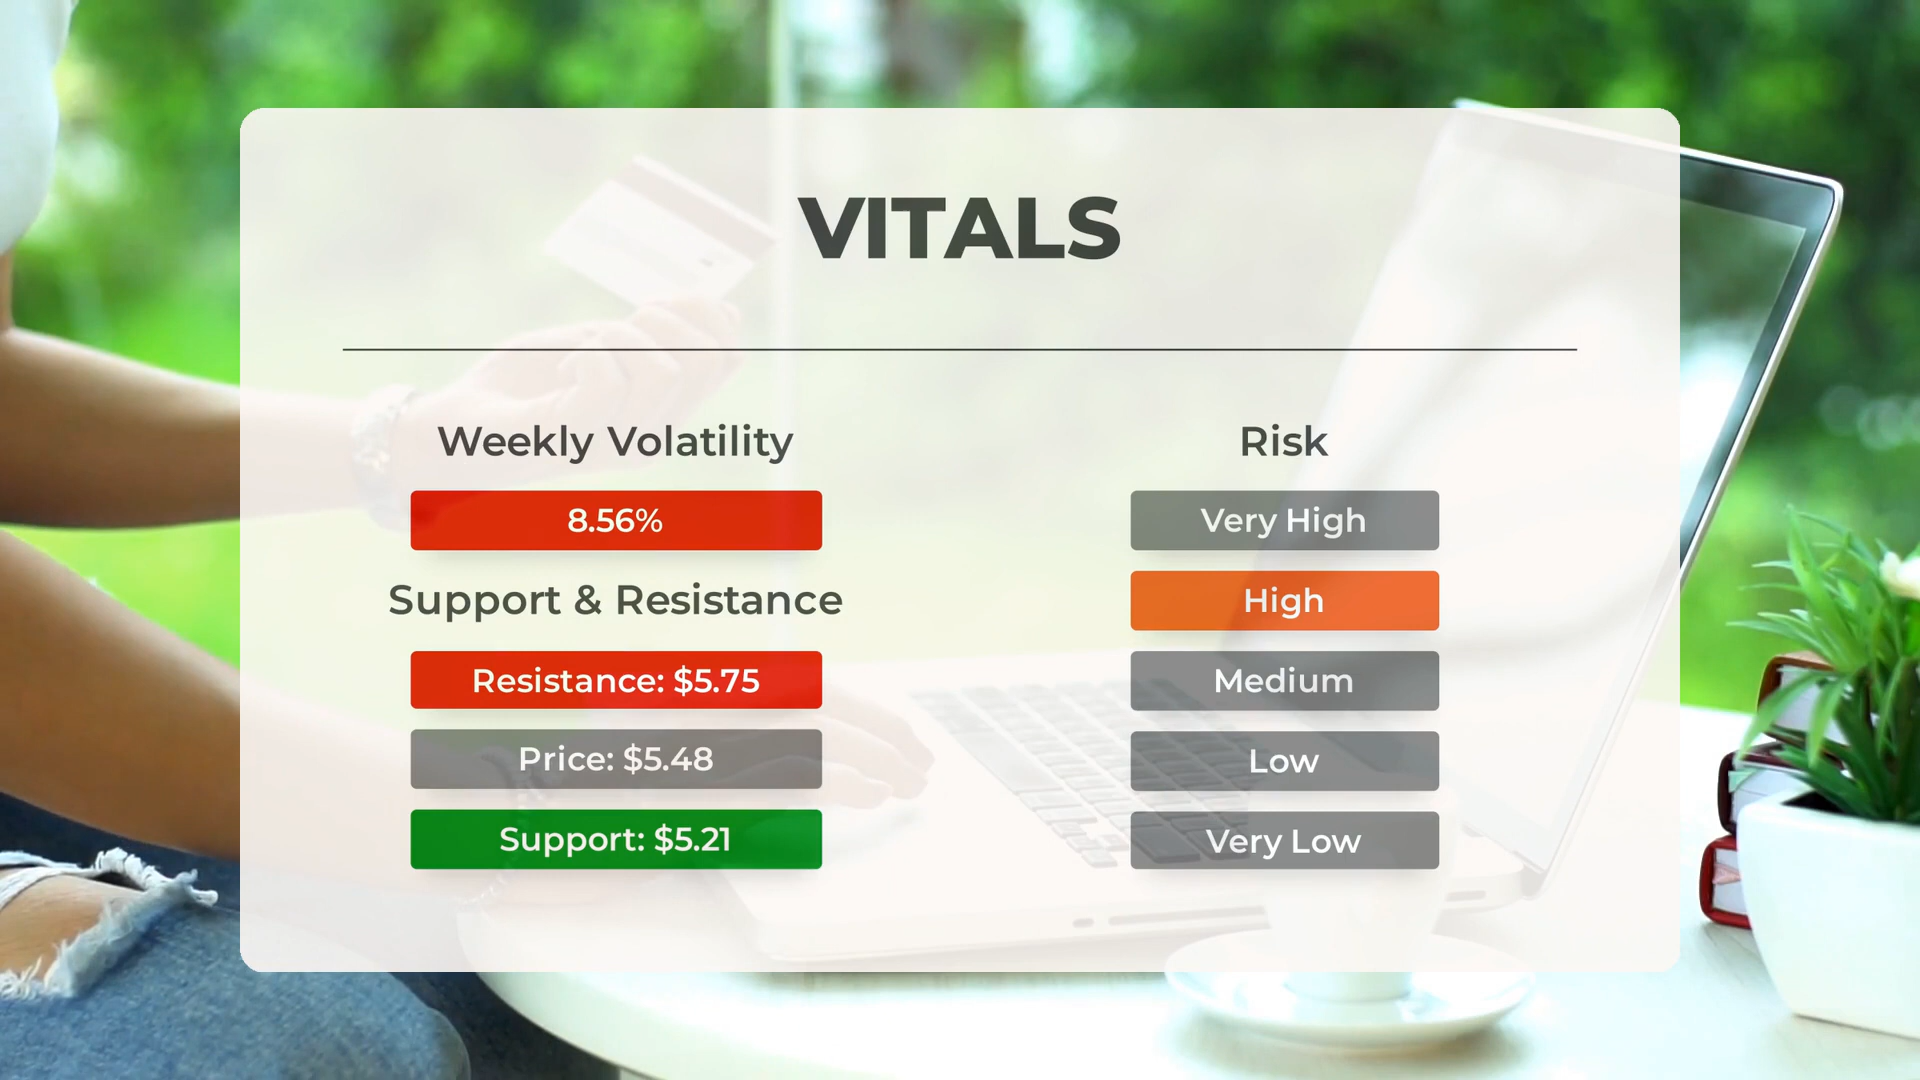 VITALS
Weekly Volatility
8.56%
Support & Resistance
Resistance: $5.75
Price: $5.48
Support: $5.21
Risk
Very High
High
Medium
Low
Very Low